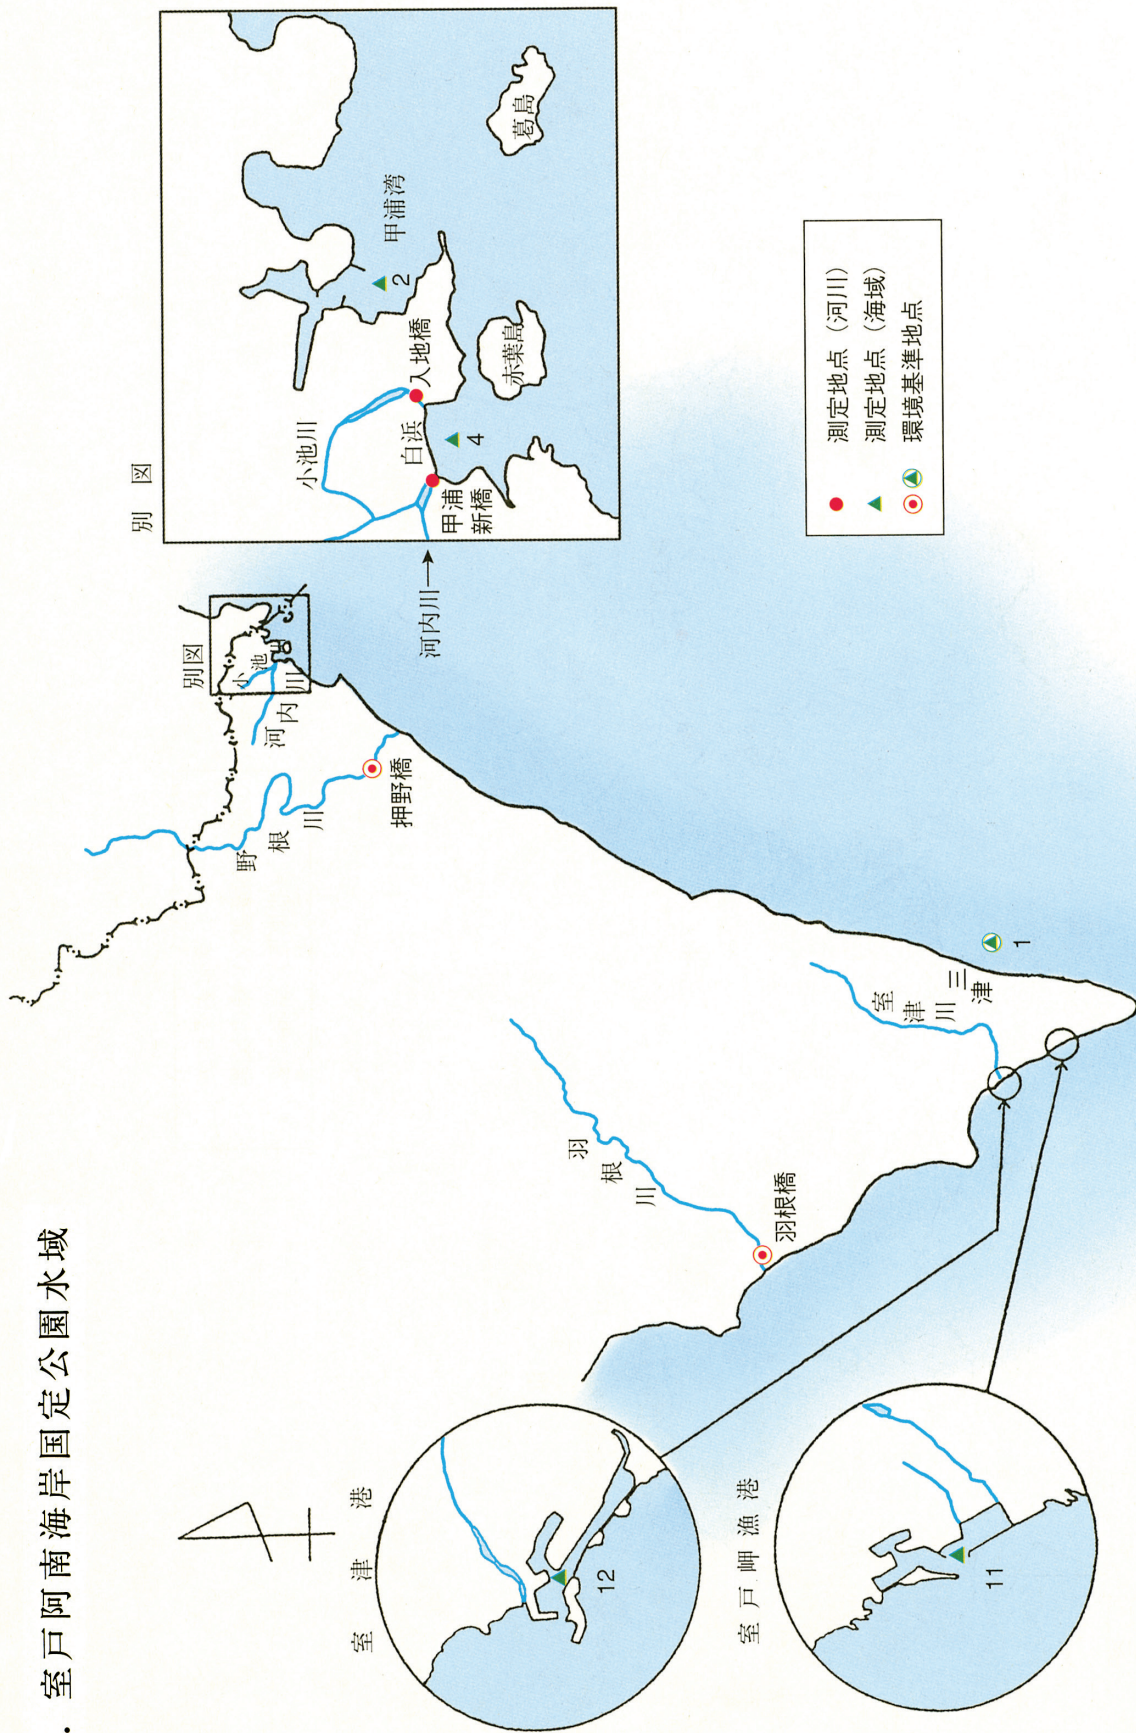 . 室戸阿南海岸国定公園水域
別図
小池川
入地橋
白浜
甲浦
新橋
甲浦湾
2
4
赤葉島
葛島
河内川→
別図
小池川
河内川
野根川
押野橋
羽根川
羽根橋
室津川
三津
1
室津港
12
室戸岬漁港
11
測定地点（河川）
測定地点（海域）
環境基準地点